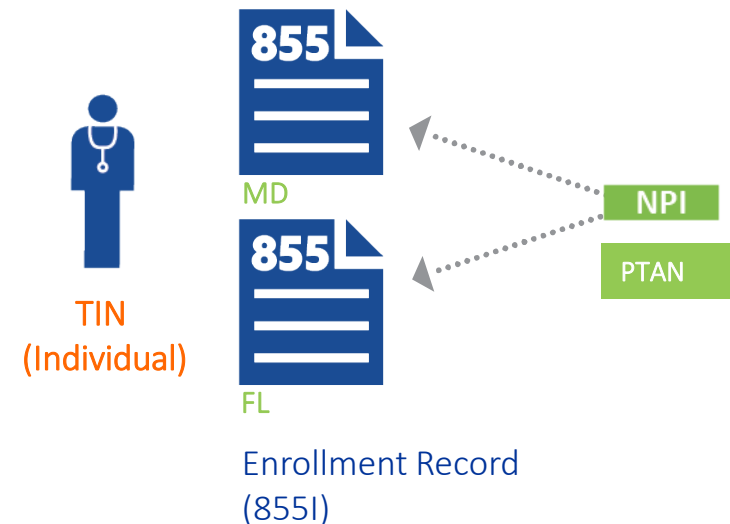 855
MD
NPI
855
PTAN
TIN
(Individual)
FL
Enrollment Record
(855I)